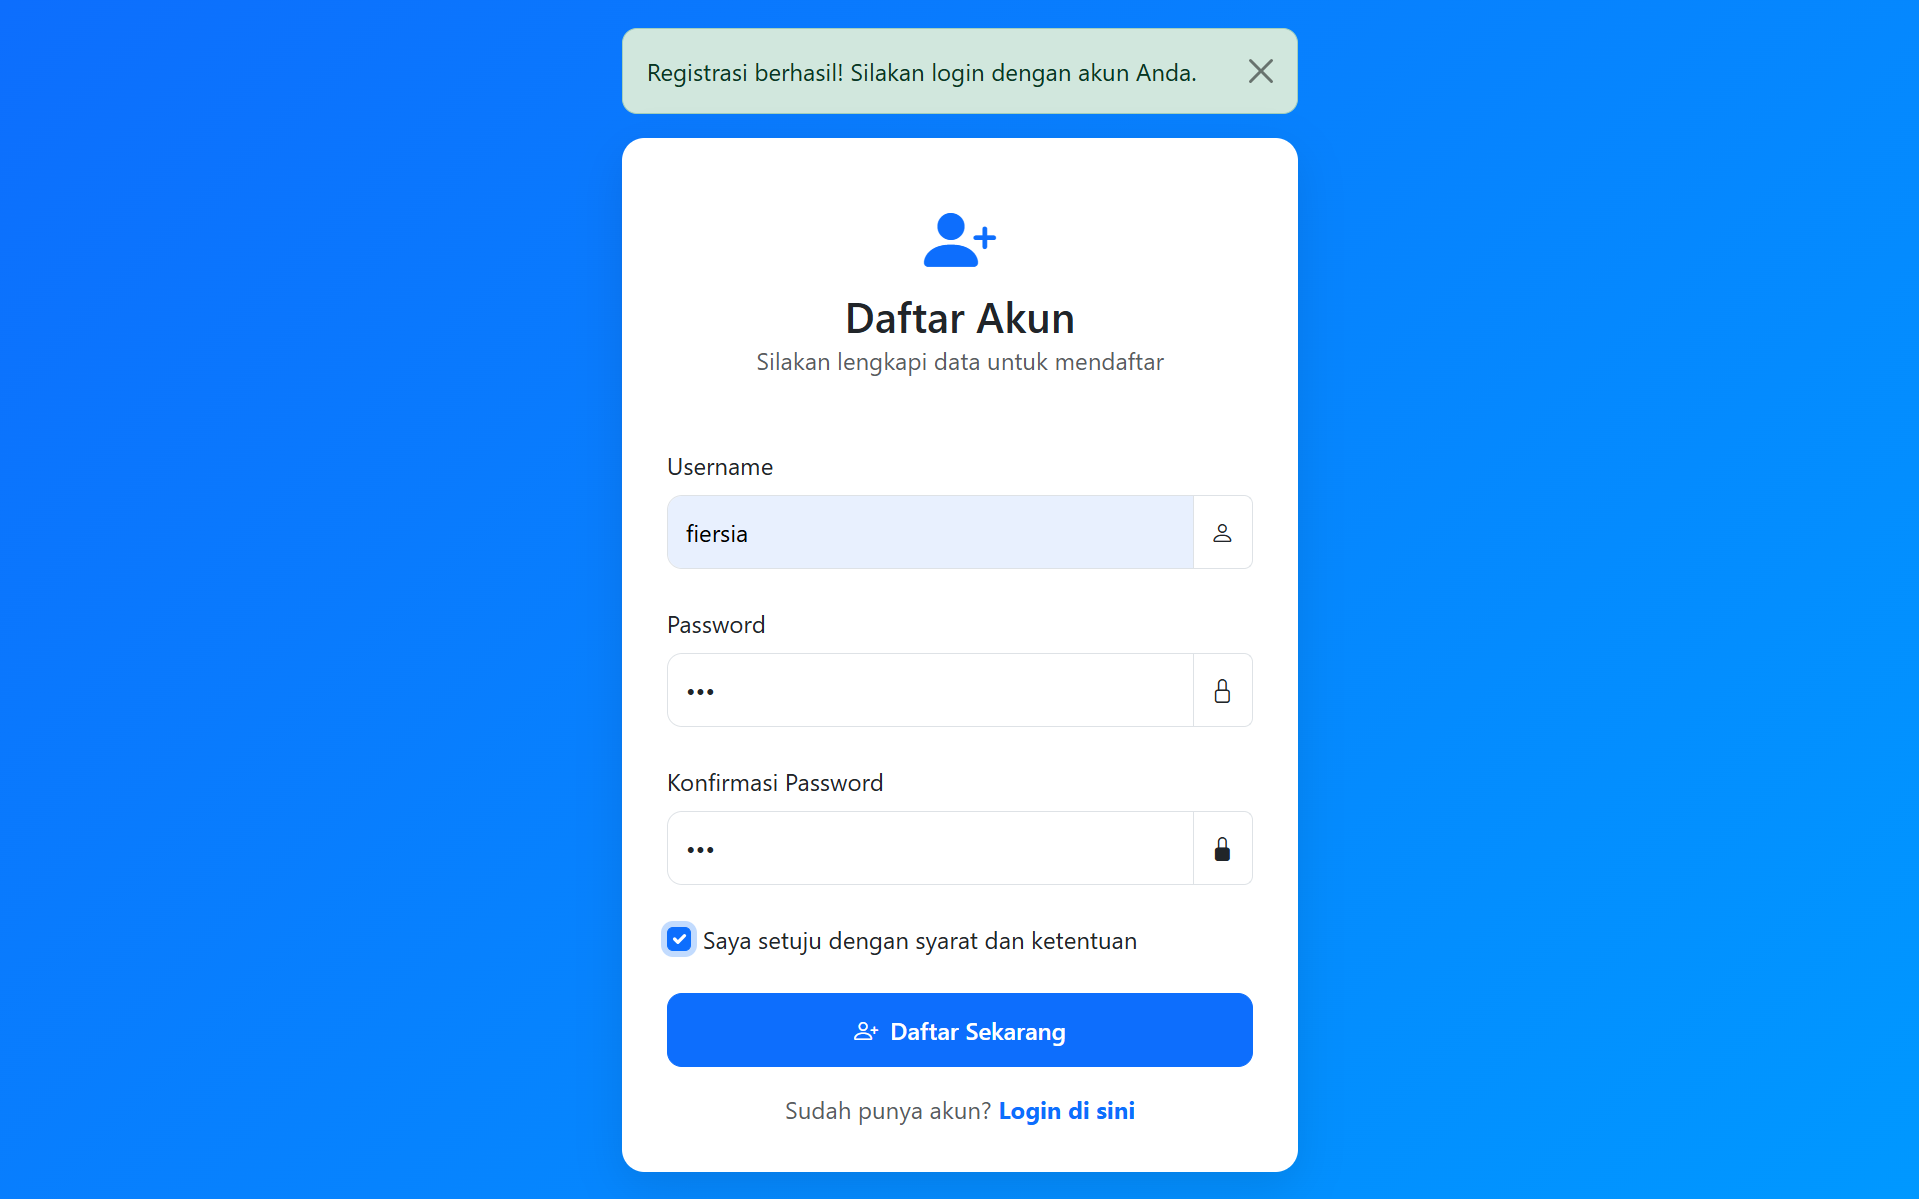 Registrasi berhasil! Silakan login dengan akun Anda.
Daftar Akun
Silakan lengkapi data untuk mendaftar
Username
fiersia
Password
•••
Konfirmasi Password
•••
Saya setuju dengan syarat dan ketentuan
Daftar Sekarang
Sudah punya akun? Login di sini